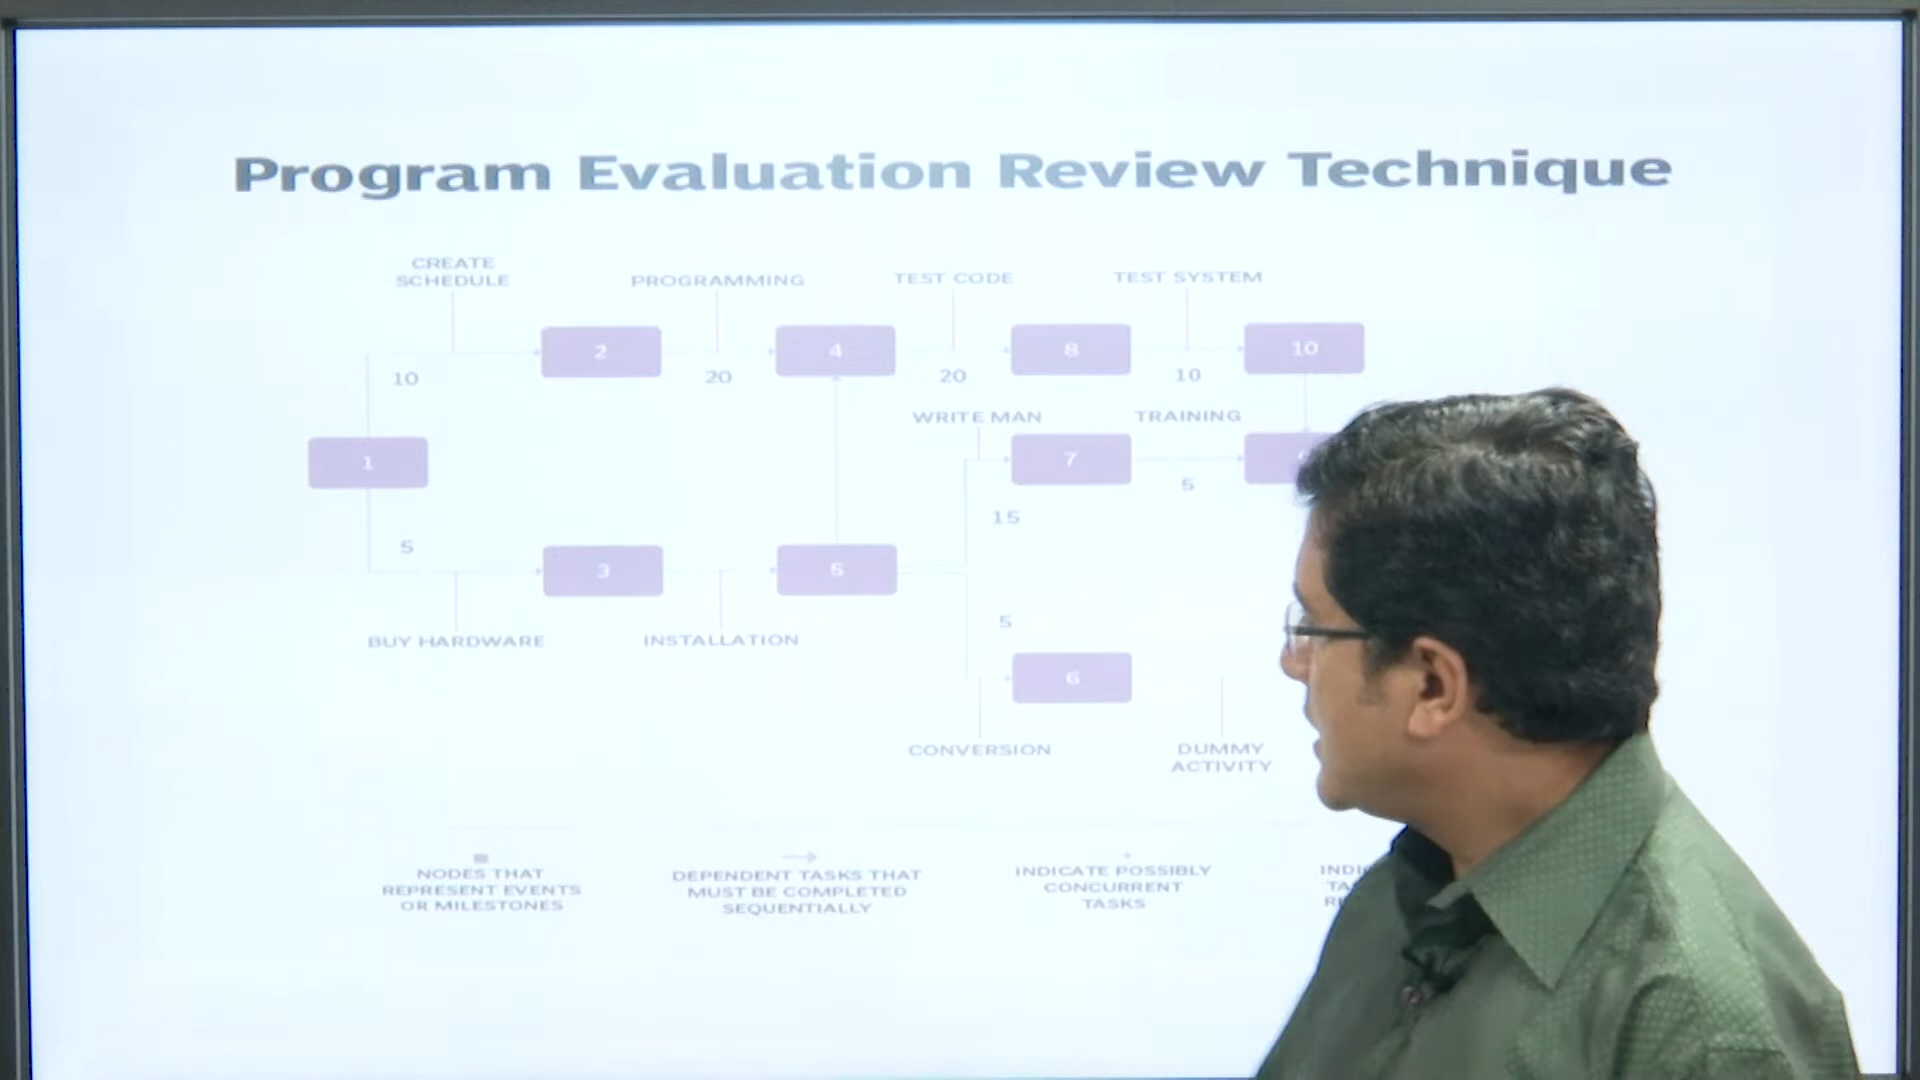 Program Evaluation Review Technique
CREATE
SCHEDULE
PROGRAMMING
TEST CODE
TEST SYSTEM
2
4
8
10
10
20
20
10
WRITE MAN
TRAINING
1
7
5
15
5
3
5
5
BUY HARDWARE
INSTALLATION
6
CONVERSION
DUMMY
ACTIVITY
NODES THAT
REPRESENT EVENTS
OR MILESTONES
DEPENDENT TASKS THAT
MUST BE COMPLETED
SEQUENTIALLY
INDICATE POSSIBLY
CONCURRENT
TASKS